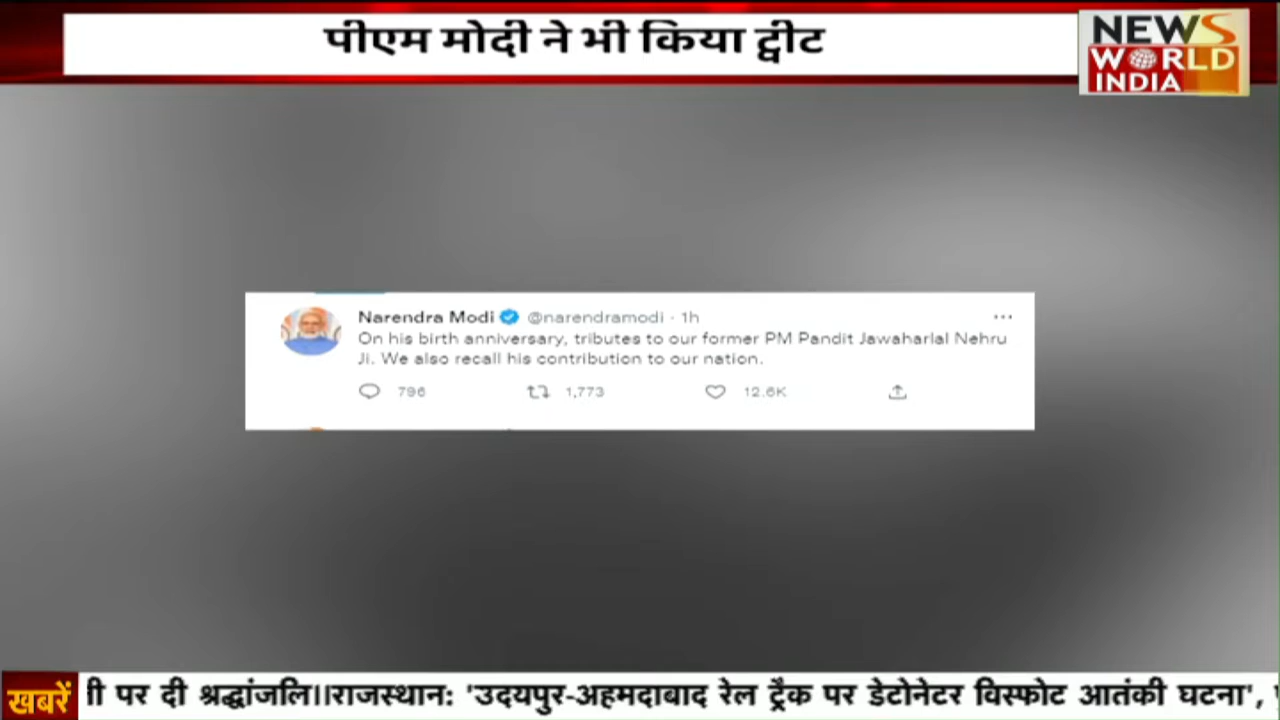 पीएम मोदी ने भी किया ट्वीट
NEWS
WORLD
INDIA
Narendra Modi @narendramodi · 1h
On his birth anniversary, tributes to our former PM Pandit Jawaharlal Nehru
Ji. We also recall his contribution to our nation.
796 1,773 12.6K
खबरें ी पर दी श्रद्धांजलि||राजस्थान: 'उदयपुर-अहमदाबाद रेल ट्रैक पर डेटोनेटर विस्फोट आतंकी घटना',